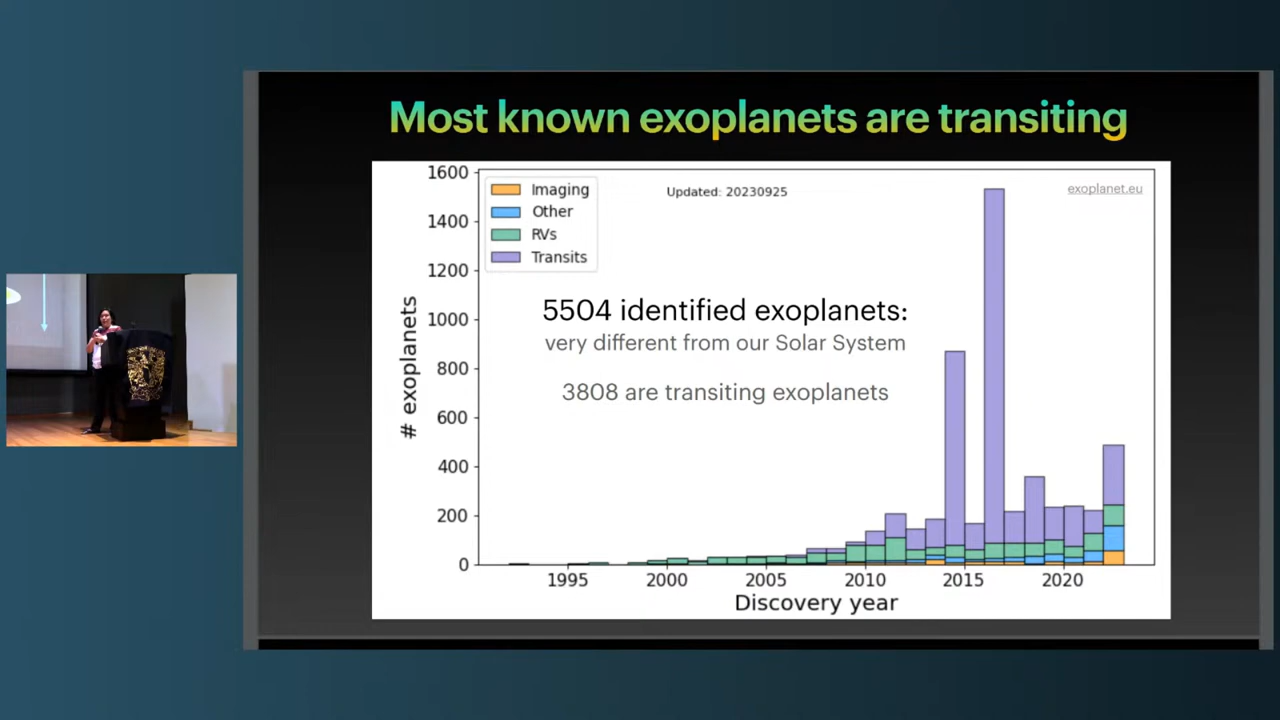 Most known exoplanets are transiting
1600
1400
1200
1000
800
600
400
200
0
# exoplanets
Imaging
Other
RVs
Transits
Updated: 20230925
exoplanet.eu
5504 identified exoplanets:
very different from our Solar System
3808 are transiting exoplanets
1995
2000
2005
2010
2015
2020
Discovery year